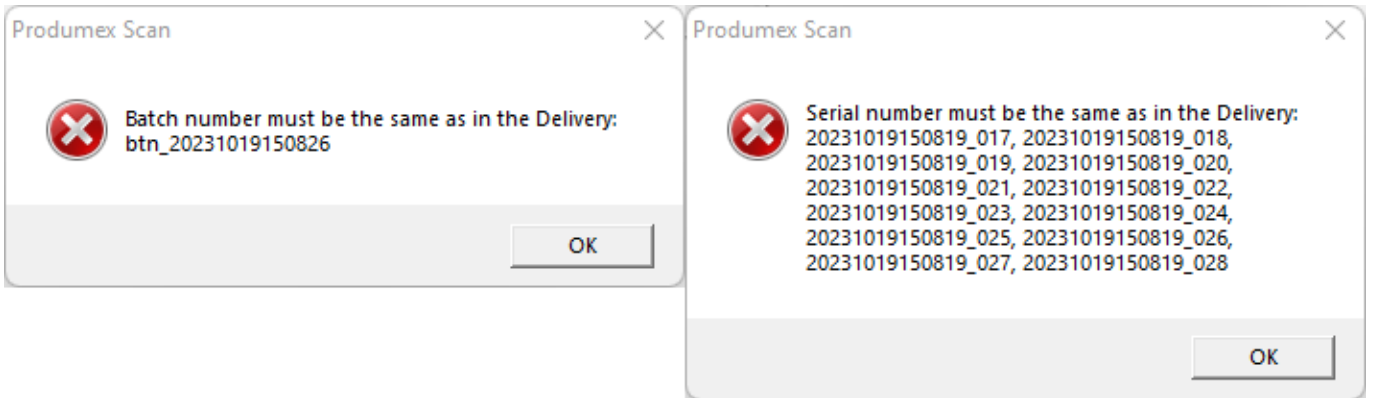 Produmex Scan
Batch number must be the same as in the Delivery:
btn_20231019150826
OK
Produmex Scan
Serial number must be the same as in the Delivery:
20231019150819_017, 20231019150819_018,
20231019150819_019, 20231019150819_020,
20231019150819_021, 20231019150819_022,
20231019150819_023, 20231019150819_024,
20231019150819_025, 20231019150819_026,
20231019150819_027, 20231019150819_028
OK